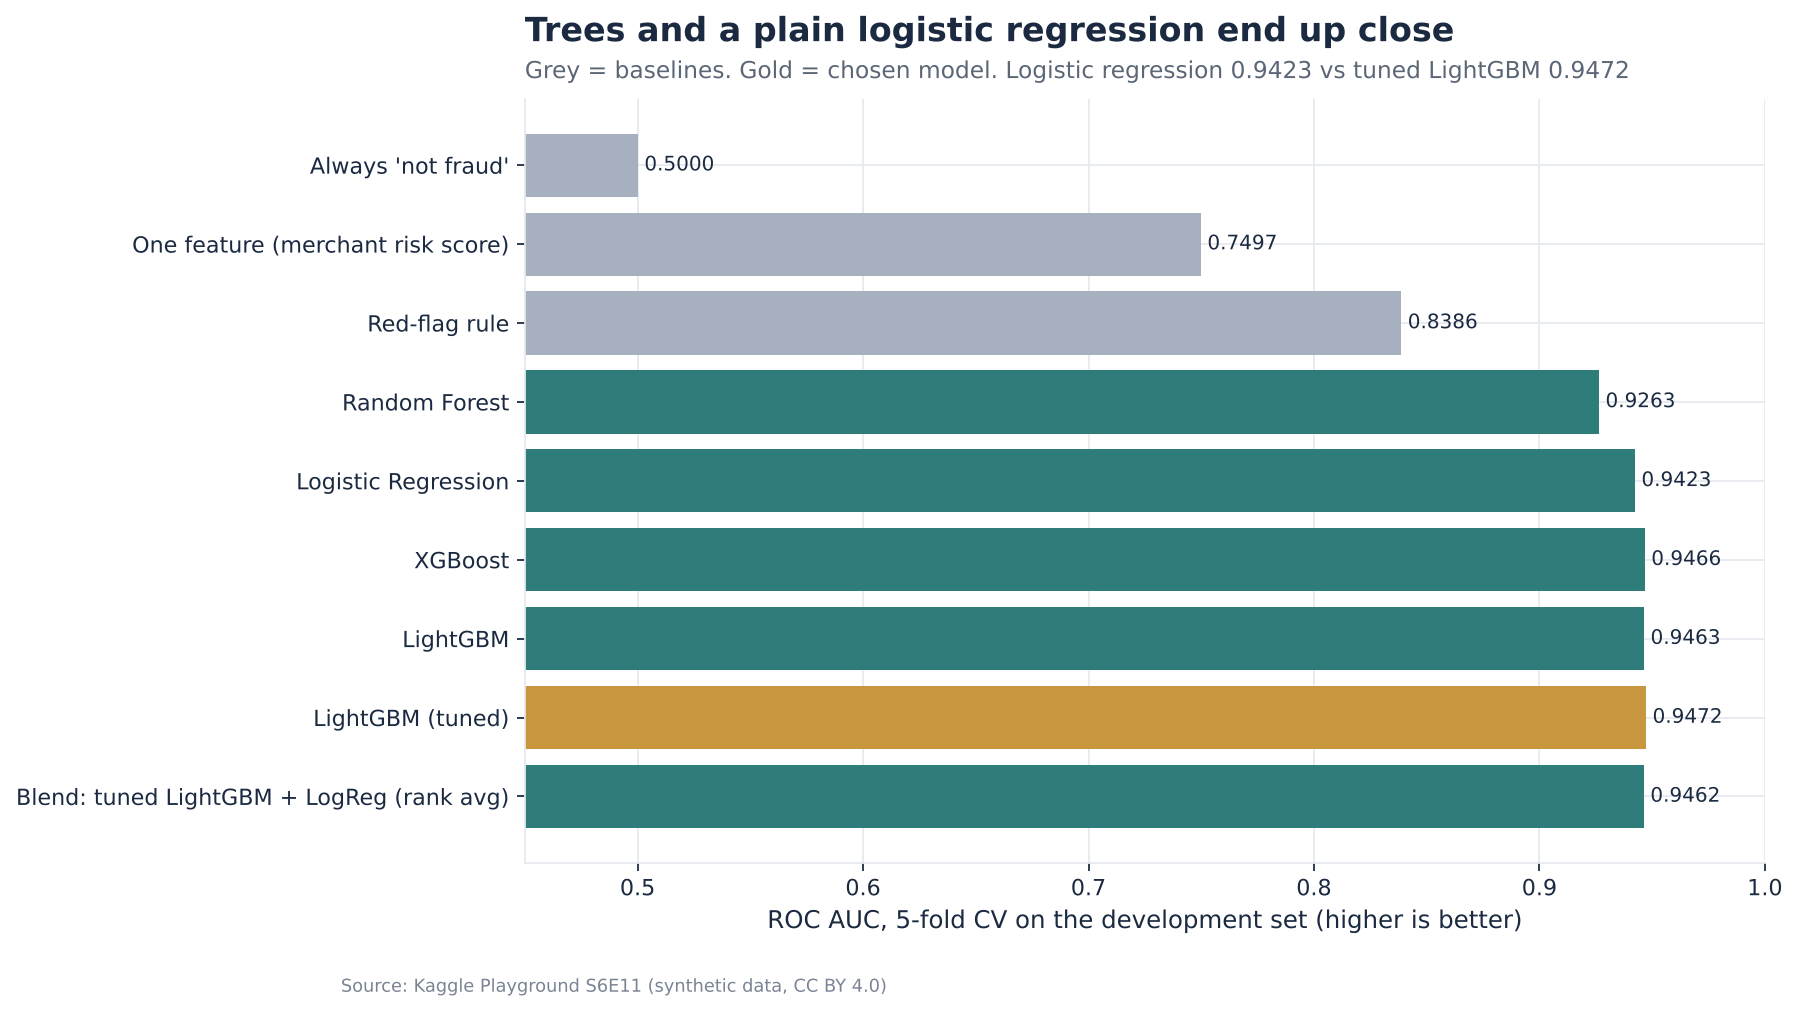 Trees and a plain logistic regression end up close
Grey = baselines. Gold = chosen model. Logistic regression 0.9423 vs tuned LightGBM 0.9472
Always 'not fraud' 0.5000
One feature (merchant risk score) 0.7497
Red-flag rule 0.8386
Random Forest 0.9263
Logistic Regression 0.9423
XGBoost 0.9466
LightGBM 0.9463
LightGBM (tuned) 0.9472
Blend: tuned LightGBM + LogReg (rank avg) 0.9462
0.5 0.6 0.7 0.8 0.9 1.0
ROC AUC, 5-fold CV on the development set (higher is better)
Source: Kaggle Playground S6E11 (synthetic data, CC BY 4.0)